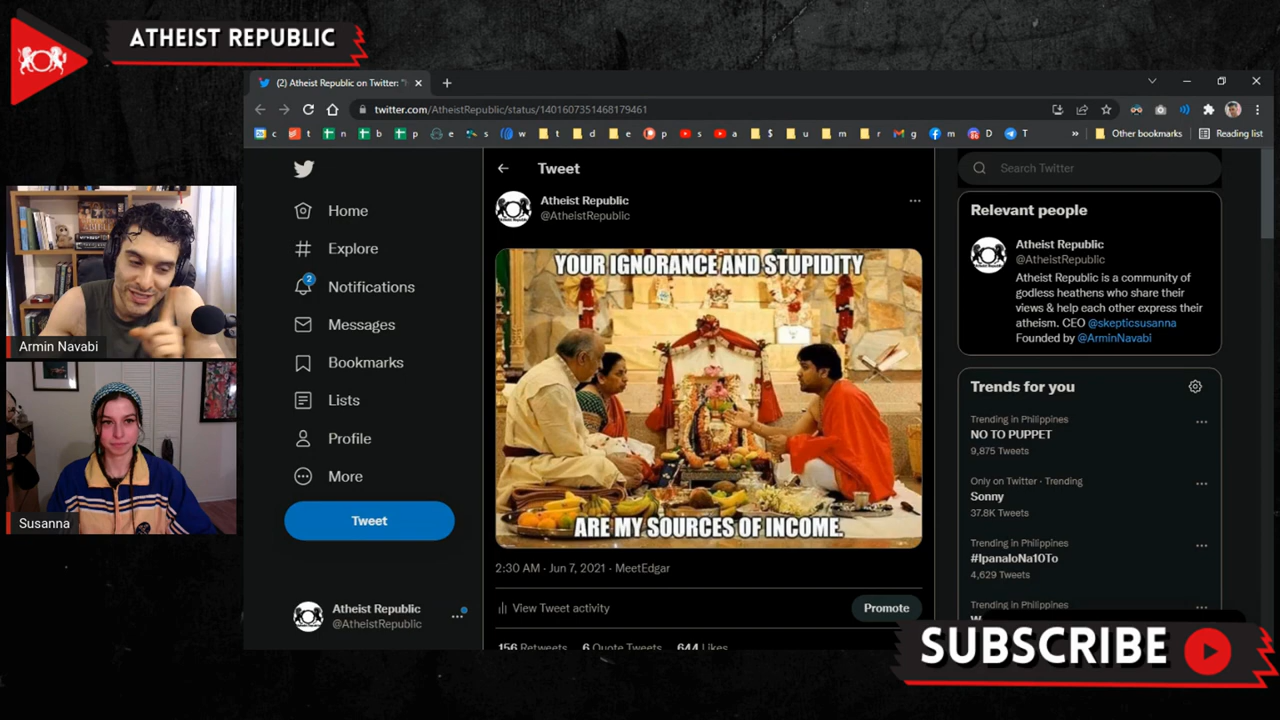 ATHEIST REPUBLIC
(2) Atheist Republic on Twitter: "
twitter.com/AtheistRepublic/status/1401607351468179461
c t n b p e s w t d e p s a $ u m r g m D T » Other bookmarks Reading list
Tweet
Search Twitter
Atheist Republic
@AtheistRepublic
Home
Explore
2
Notifications
Messages
Bookmarks
Lists
Profile
More
Tweet
Atheist Republic
@AtheistRepublic
YOUR IGNORANCE AND STUPIDITY
ARE MY SOURCES OF INCOME.
2:30 AM · Jun 7, 2021 · MeetEdgar
View Tweet activity
Promote
156 Retweets 6 Quote Tweets 644 Likes
Relevant people
Atheist Republic
@AtheistRepublic
Atheist Republic is a community of
godless heathens who share their
views & help each other express their
atheism. CEO @skepticsusanna
Founded by @ArminNavabi
Trends for you
Trending in Philippines
NO TO PUPPET
9,875 Tweets
Only on Twitter · Trending
Sonny
37.8K Tweets
Trending in Philippines
#IpanaloNa10To
4,629 Tweets
Trending in Philippines
Armin Navabi
Susanna
SUBSCRIBE